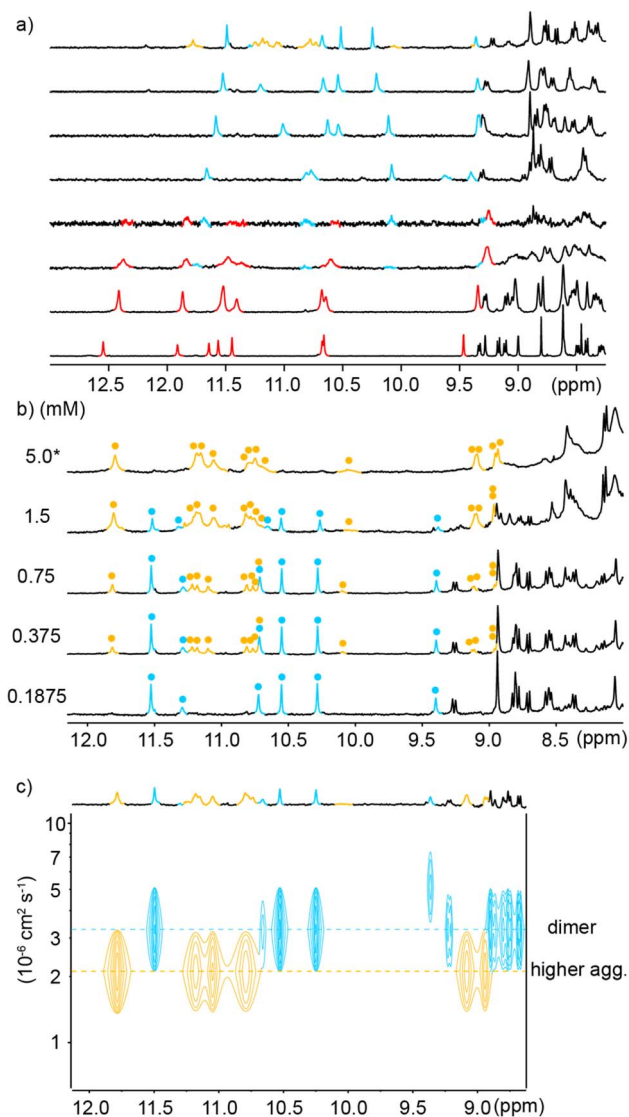 a)
12.5 12.0 11.5 11.0 10.5 10.0 9.5 9.0 (ppm)
b) (mM)
5.0*
1.5
0.75
0.375
0.1875
12.0 11.5 11.0 10.5 10.0 9.5 9.0 8.5 (ppm)
c)
10
5
3
2
1
(10⁻⁶ cm² s⁻¹)
dimer
higher agg.
12.0 11.5 11.0 10.5 10.0 9.5 9.0 (ppm)